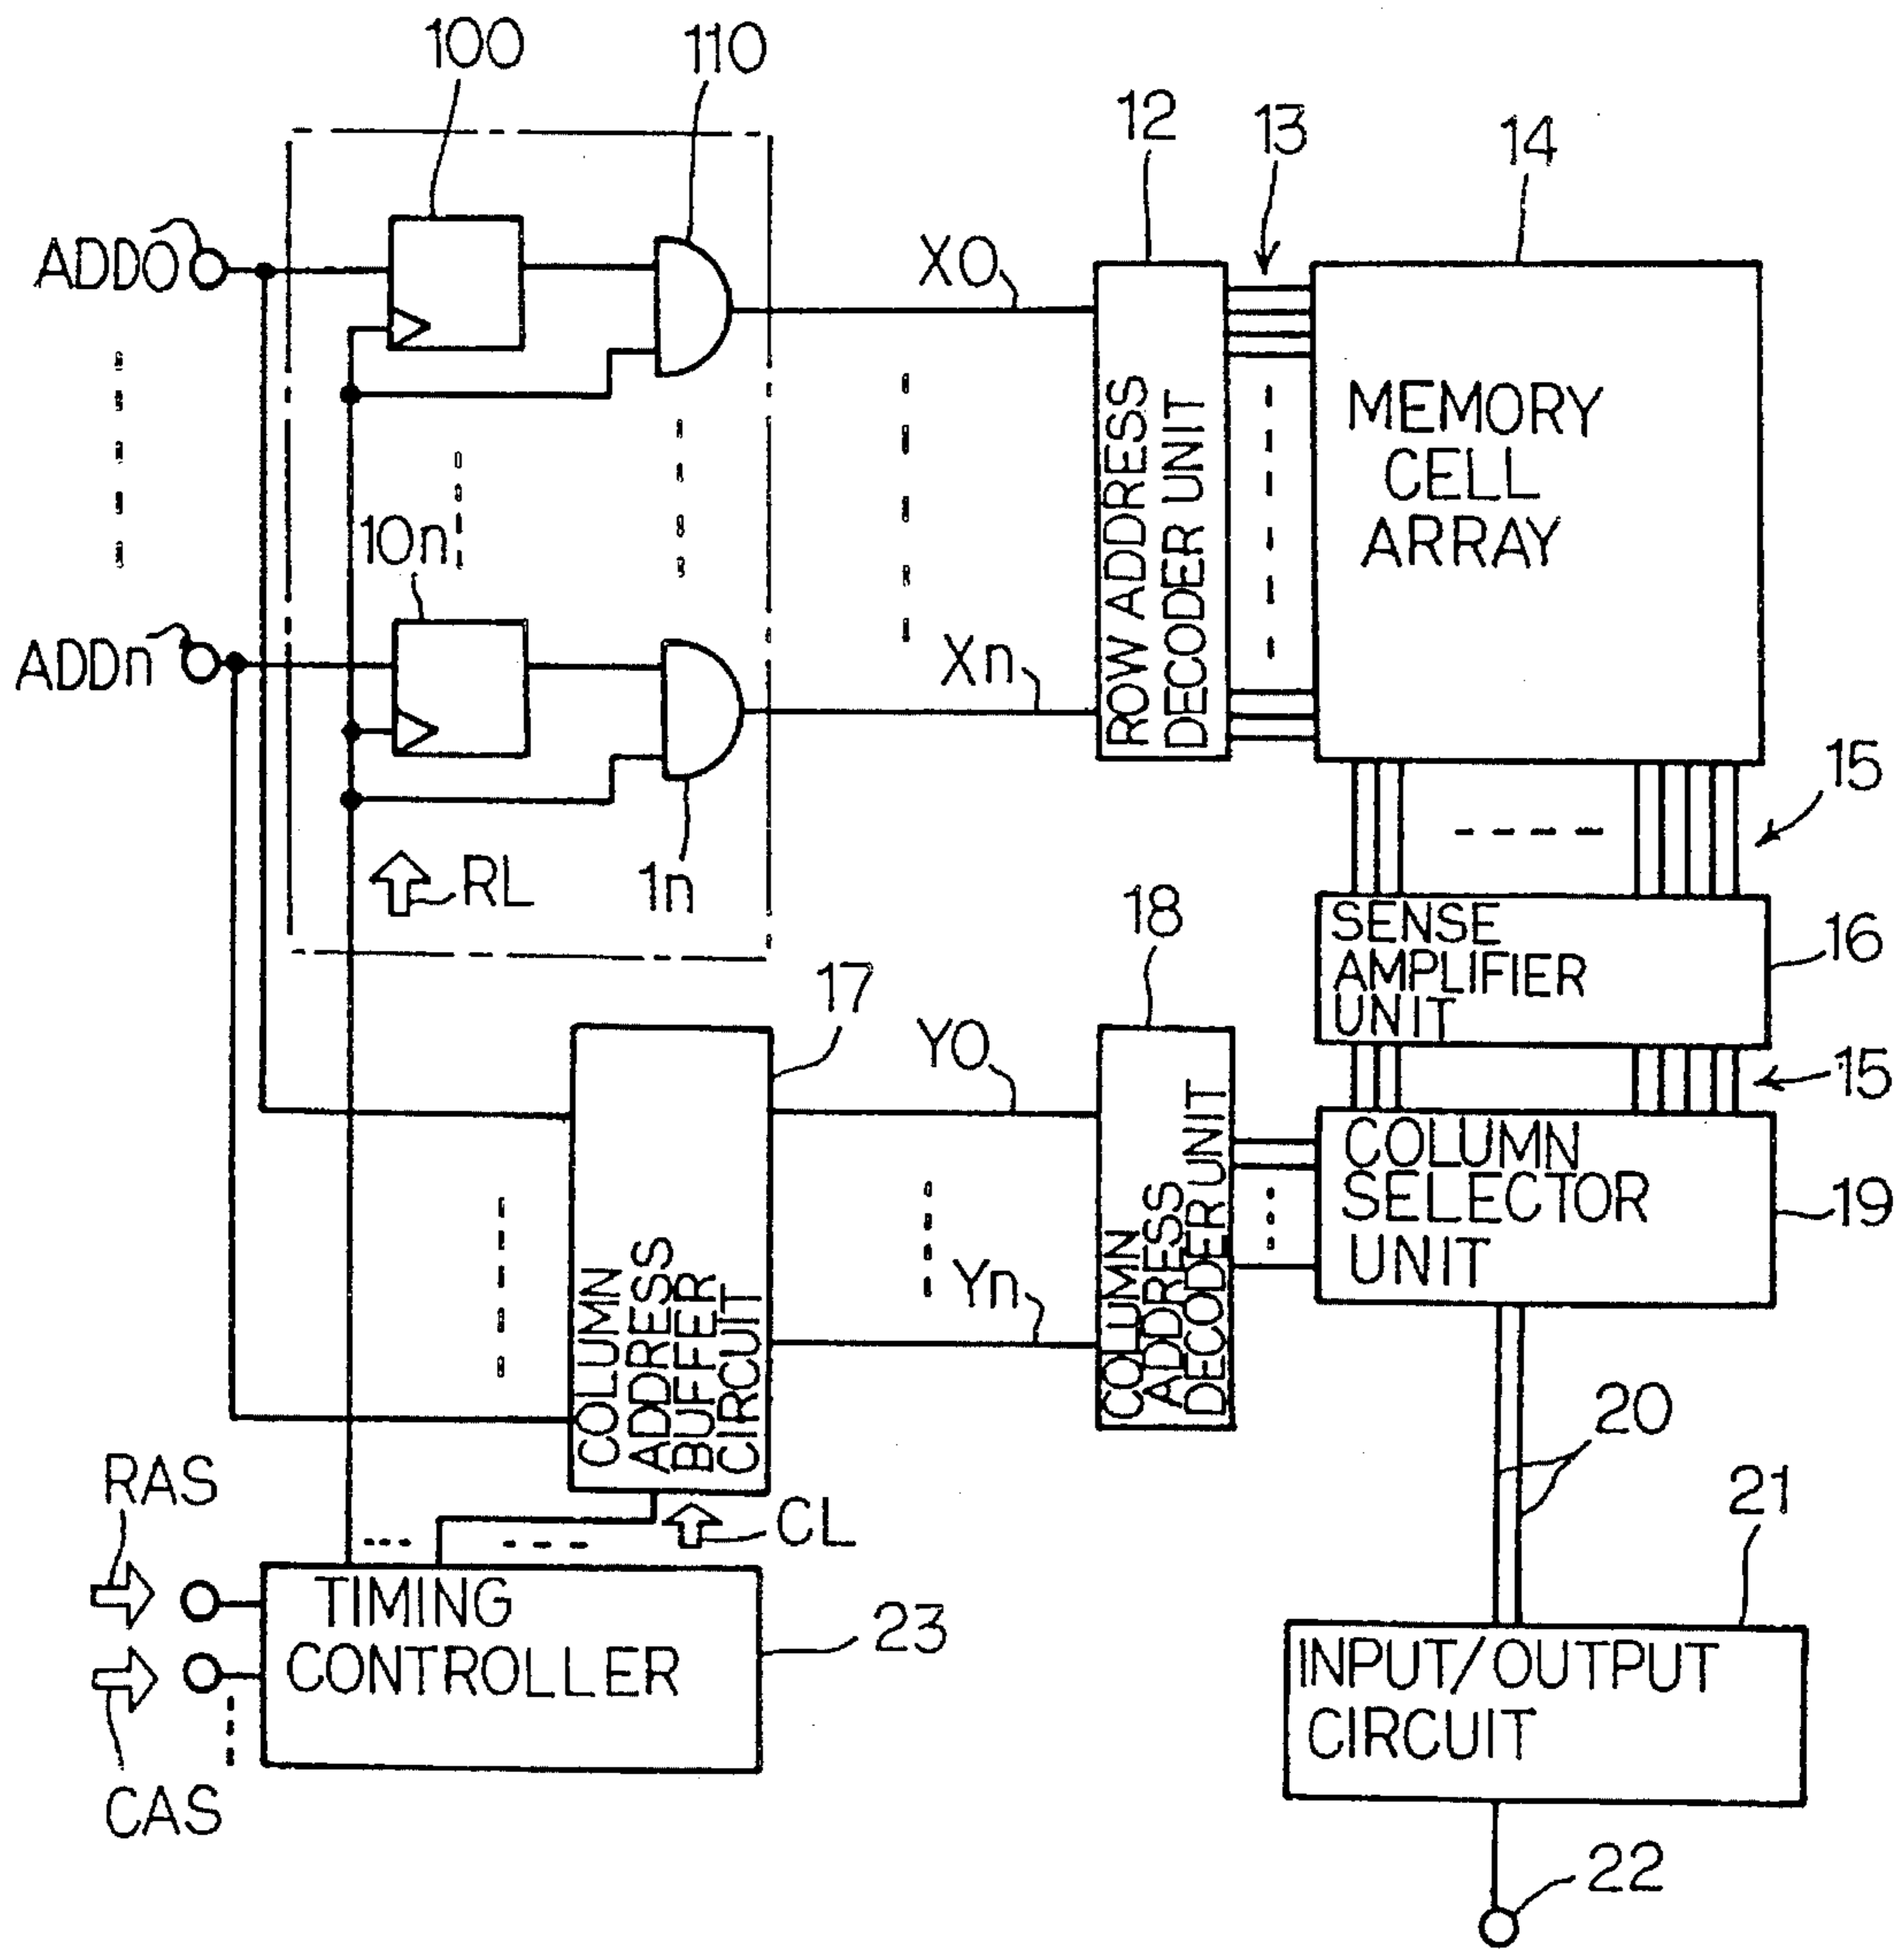 100
110
12
13
14
ADD0
X0
ROW ADDRESS
DECODER UNIT
MEMORY
CELL
ARRAY
10n
ADDn
Xn
15
RL
1n
18
SENSE
AMPLIFIER
UNIT
16
17
Y0
15
COLUMN
ADDRESS
DECODER UNIT
COLUMN
SELECTOR
UNIT
19
COLUMN
ADDRESS
BUFFER
CIRCUIT
Yn
20
RAS
CL
21
TIMING
CONTROLLER
23
INPUT/OUTPUT
CIRCUIT
CAS
22